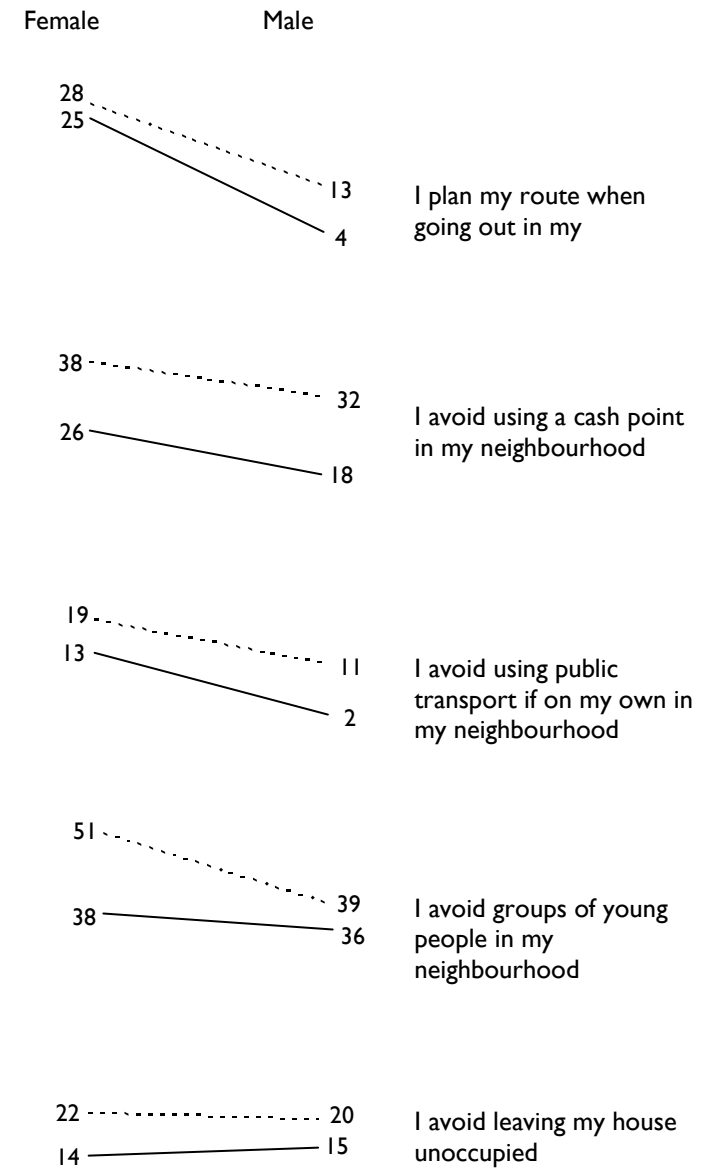 Female Male
28
25
13
4
I plan my route when
going out in my
38
32
26
18
I avoid using a cash point
in my neighbourhood
19
13
11
2
I avoid using public
transport if on my own in
my neighbourhood
51
39
38
36
I avoid groups of young
people in my
neighbourhood
22
20
14
15
I avoid leaving my house
unoccupied